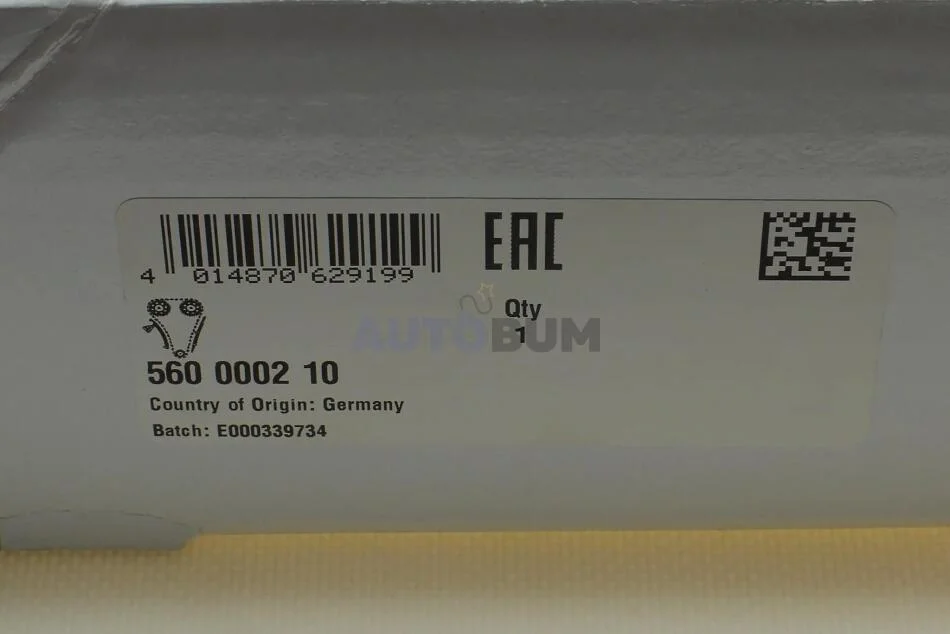 4 014870 629199
EAC
Qty
1
AUTOBUM
560 0002 10
Country of Origin: Germany
Batch: E000339734